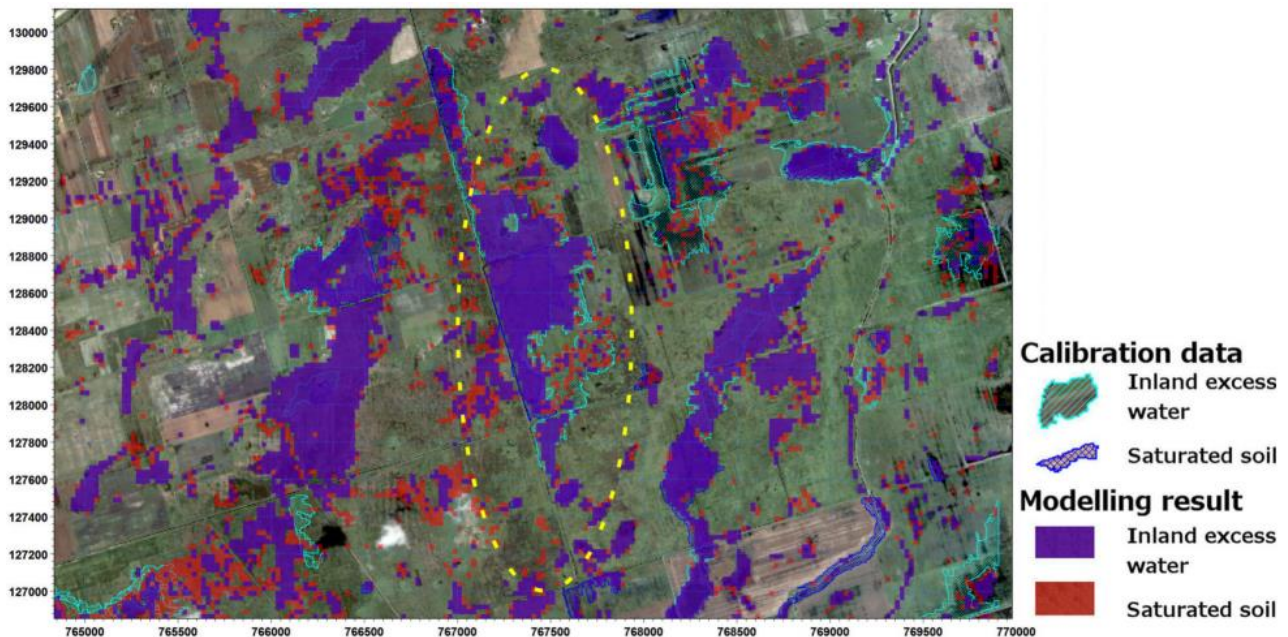 130000
129800
129600
129400
129200
129000
128800
128600
128400
128200
128000
127800
127600
127400
127200
127000
765000 765500 766000 766500 767000 767500 768000 768500 769000 769500 770000
Calibration data
Inland excess
water
Saturated soil
Modelling result
Inland excess
water
Saturated soil